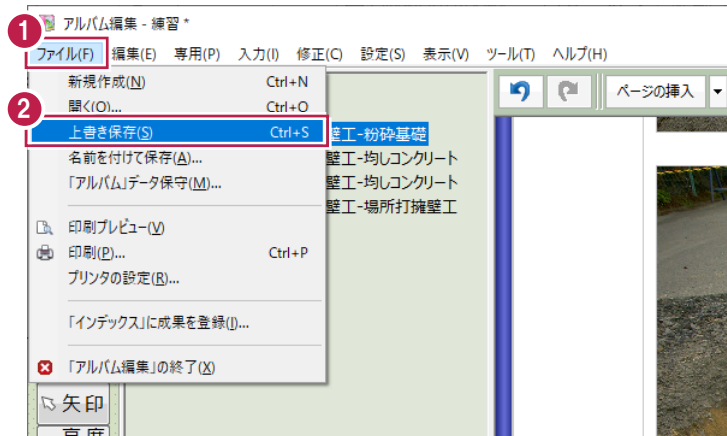 1
アルバム編集 - 練習 *
ファイル(F) 編集(E) 専用(P) 入力(I) 修正(C) 設定(S) 表示(V) ツール(T) ヘルプ(H)
新規作成(N) Ctrl+N
ページの挿入
2
開く(O)... Ctrl+O
上書き保存(S) Ctrl+S
壁工-粉砕基礎
名前を付けて保存(A)...
壁工-均しコンクリート
「アルバム」データ保守(M)...
壁工-均しコンクリート
壁工-場所打擁壁工
印刷プレビュー(V)
印刷(P)... Ctrl+P
プリンタの設定(R)...
「インデックス」に成果を登録(I)...
「アルバム編集」の終了(X)
矢印